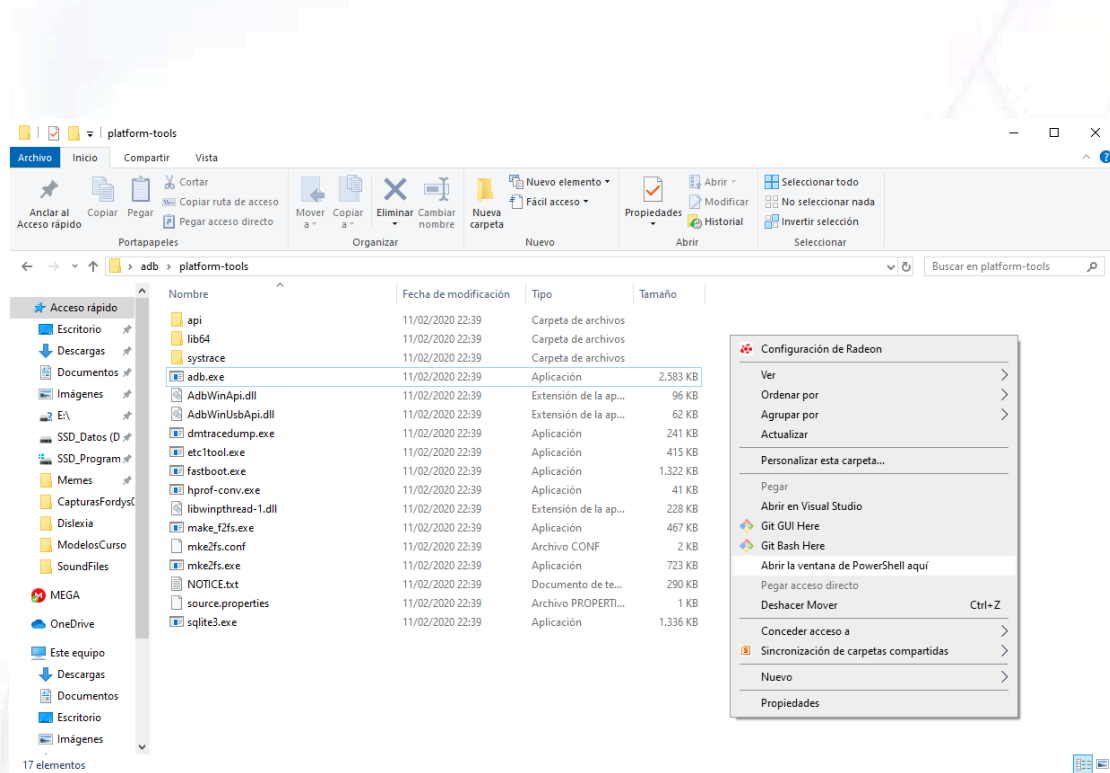 platform-tools
Archivo Inicio Compartir Vista
Anclar al Acceso rápido
Copiar
Pegar
Cortar
Copiar ruta de acceso
Pegar acceso directo
Portapapeles
Mover a
Copiar a
Eliminar
Cambiar nombre
Organizar
Nueva carpeta
Nuevo elemento
Fácil acceso
Nuevo
Propiedades
Abrir
Modificar
Historial
Abrir
Seleccionar todo
No seleccionar nada
Invertir selección
Seleccionar
adb › platform-tools
Buscar en platform-tools
Acceso rápido
Escritorio
Descargas
Documentos
Imágenes
E:\
SSD_Datos (D
SSD_Program
Memes
CapturasFordys
Dislexia
ModelosCurso
SoundFiles
MEGA
OneDrive
Este equipo
Descargas
Documentos
Escritorio
Imágenes
Nombre Fecha de modificación Tipo Tamaño
api 11/02/2020 22:39 Carpeta de archivos
lib64 11/02/2020 22:39 Carpeta de archivos
systrace 11/02/2020 22:39 Carpeta de archivos
adb.exe 11/02/2020 22:39 Aplicación 2.583 KB
AdbWinApi.dll 11/02/2020 22:39 Extensión de la ap... 96 KB
AdbWinUsbApi.dll 11/02/2020 22:39 Extensión de la ap... 62 KB
dmtracedump.exe 11/02/2020 22:39 Aplicación 241 KB
etc1tool.exe 11/02/2020 22:39 Aplicación 415 KB
fastboot.exe 11/02/2020 22:39 Aplicación 1.322 KB
hprof-conv.exe 11/02/2020 22:39 Aplicación 41 KB
libwinpthread-1.dll 11/02/2020 22:39 Extensión de la ap... 228 KB
make_f2fs.exe 11/02/2020 22:39 Aplicación 467 KB
mke2fs.conf 11/02/2020 22:39 Archivo CONF 2 KB
mke2fs.exe 11/02/2020 22:39 Aplicación 723 KB
NOTICE.txt 11/02/2020 22:39 Documento de te... 290 KB
source.properties 11/02/2020 22:39 Archivo PROPERTI... 1 KB
sqlite3.exe 11/02/2020 22:39 Aplicación 1.336 KB
Configuración de Radeon
Ver
Ordenar por
Agrupar por
Actualizar
Personalizar esta carpeta...
Pegar
Abrir en Visual Studio
Git GUI Here
Git Bash Here
Abrir la ventana de PowerShell aquí
Pegar acceso directo
Deshacer Mover Ctrl+Z
Conceder acceso a
Sincronización de carpetas compartidas
Nuevo
Propiedades
17 elementos